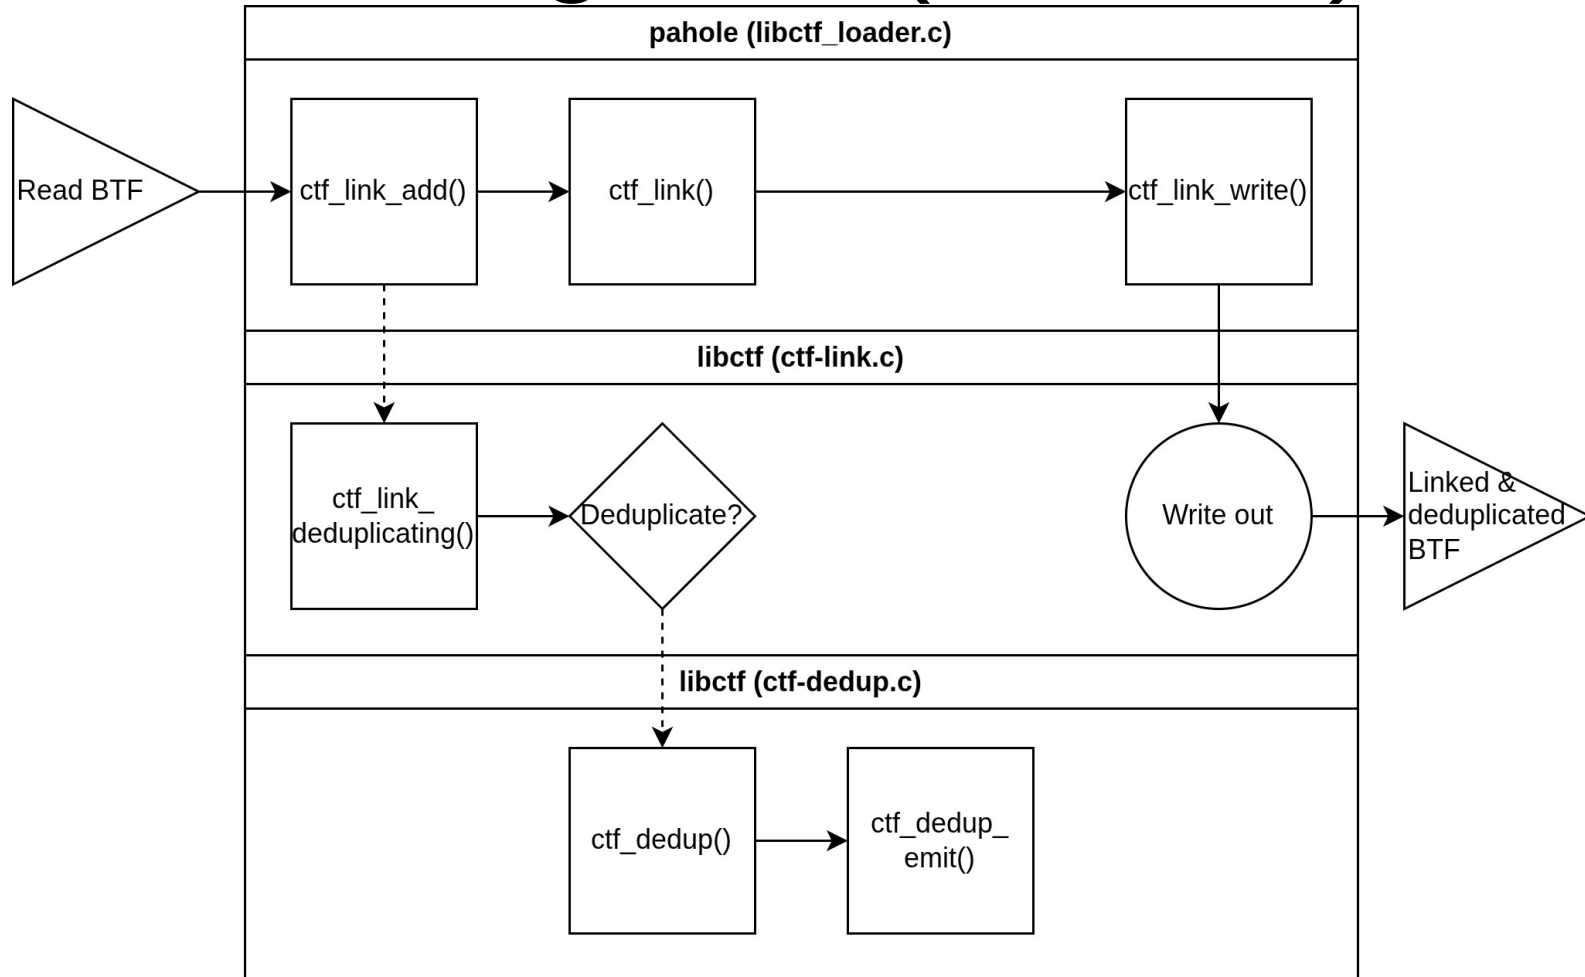 pahole (libctf_loader.c)
Read BTF
ctf_link_add()
ctf_link()
ctf_link_write()
libctf (ctf-link.c)
ctf_link_
deduplicating()
Deduplicate?
Write out
Linked &
deduplicated
BTF
libctf (ctf-dedup.c)
ctf_dedup()
ctf_dedup_
emit()